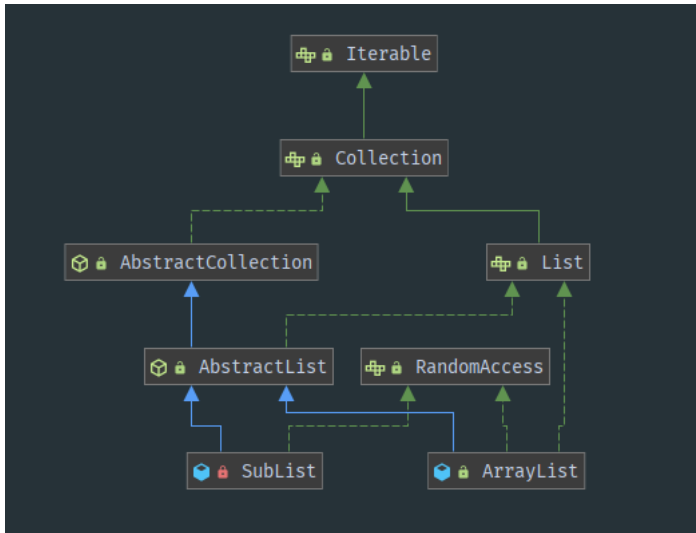 Iterable
Collection
AbstractCollection
List
AbstractList
RandomAccess
SubList
ArrayList